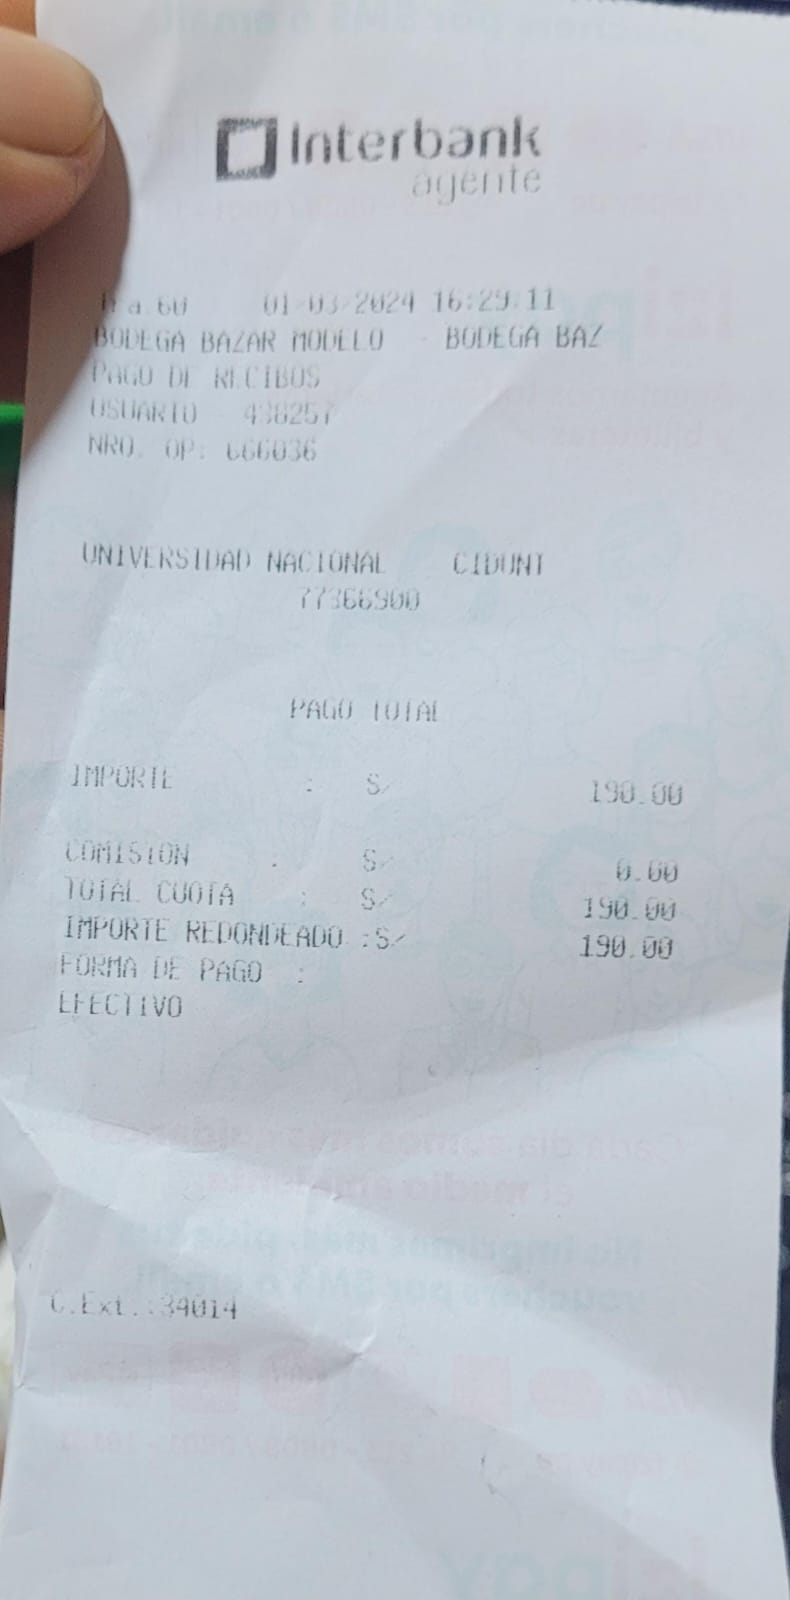 Interbank
agente
01-03-2024 16:29:11
BODEGA BAZAR MODELO - BODEGA BAZ
PAGO DE RECIBOS
USUARIO 438257
NRO. OP: 666036
UNIVERSIDAD NACIONAL CIDUNT
77366900
PAGO TOTAL
IMPORTE : S/ 190.00
COMISION : S/ 0.00
TOTAL CUOTA : S/ 190.00
IMPORTE REDONDEADO :S/ 190.00
FORMA DE PAGO :
EFECTIVO
C.Ext.:34014